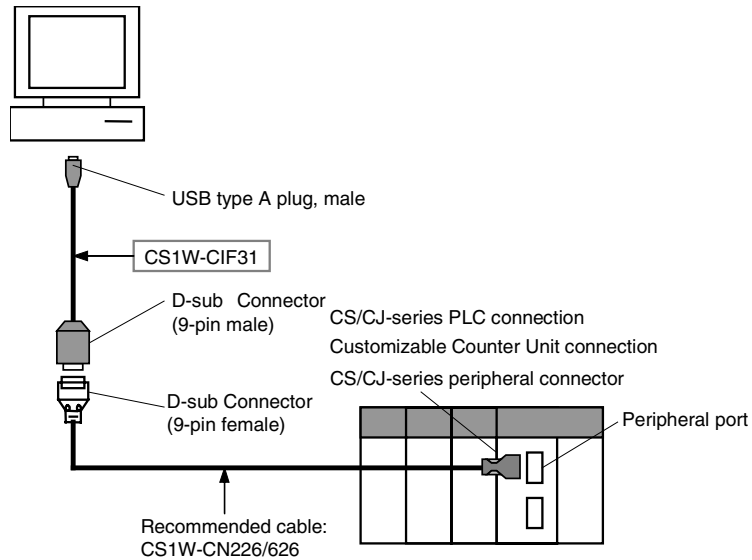 USB type A plug, male
CS1W-CIF31
D-sub Connector
(9-pin male)
CS/CJ-series PLC connection
Customizable Counter Unit connection
CS/CJ-series peripheral connector
D-sub Connector
(9-pin female)
Peripheral port
Recommended cable:
CS1W-CN226/626